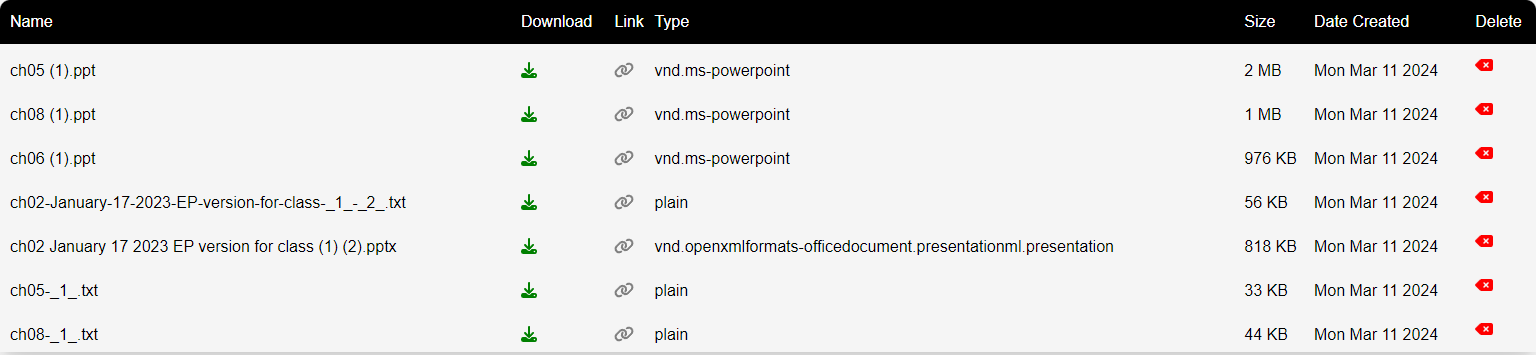 Name Download Link Type Size Date Created Delete
ch05 (1).ppt vnd.ms-powerpoint 2 MB Mon Mar 11 2024
ch08 (1).ppt vnd.ms-powerpoint 1 MB Mon Mar 11 2024
ch06 (1).ppt vnd.ms-powerpoint 976 KB Mon Mar 11 2024
ch02-January-17-2023-EP-version-for-class-_1_-_2_.txt plain 56 KB Mon Mar 11 2024
ch02 January 17 2023 EP version for class (1) (2).pptx vnd.openxmlformats-officedocument.presentationml.presentation 818 KB Mon Mar 11 2024
ch05-_1_.txt plain 33 KB Mon Mar 11 2024
ch08-_1_.txt plain 44 KB Mon Mar 11 2024